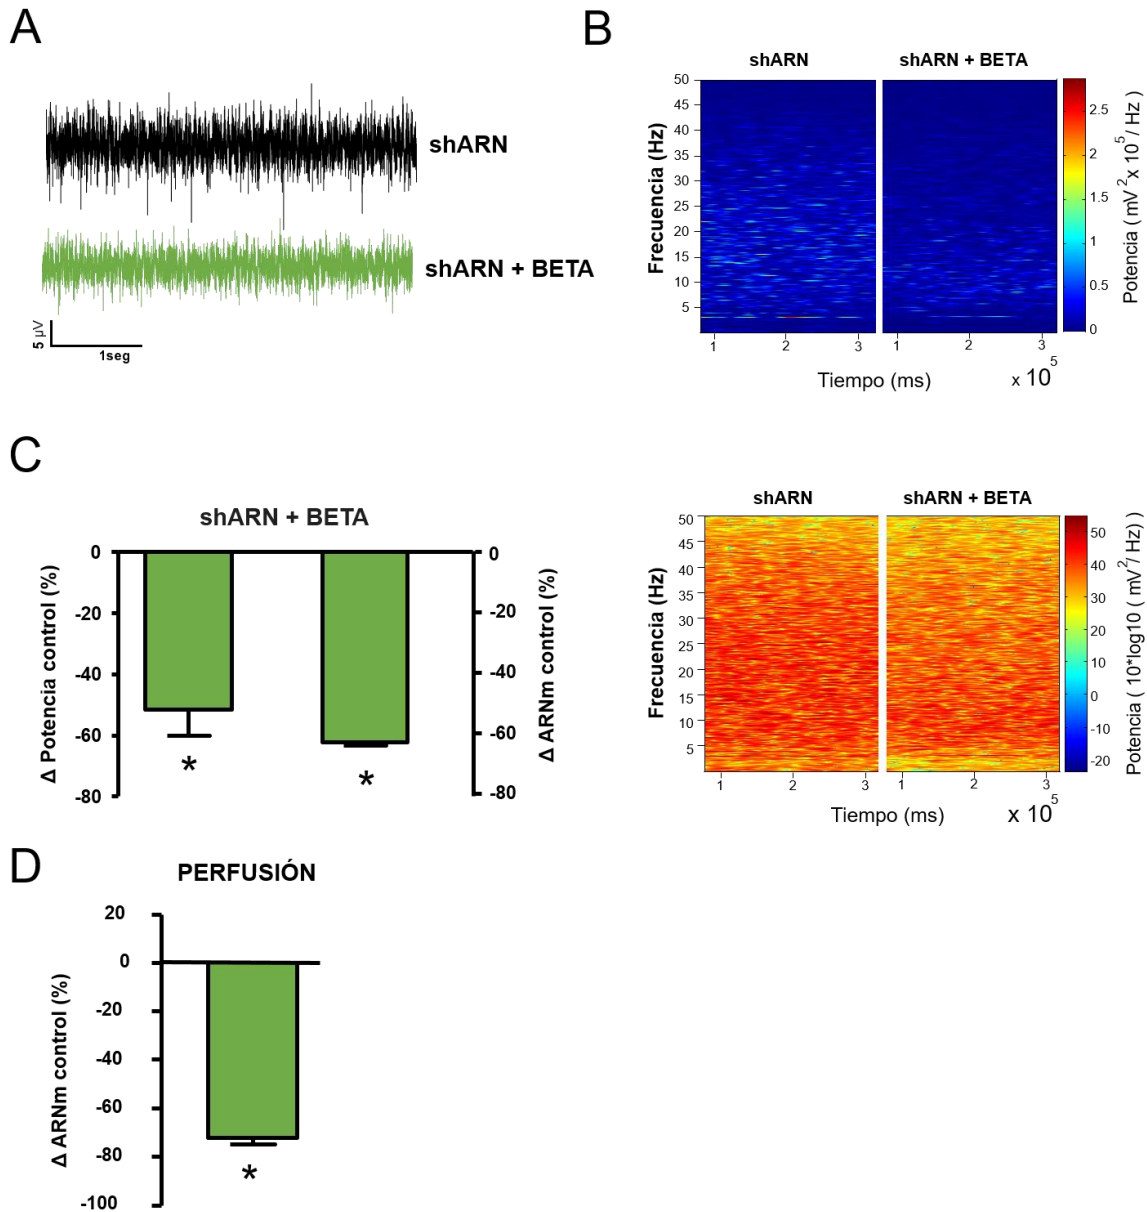 A
shARN
shARN + BETA
5 µV
1seg
B
shARN
shARN + BETA
50
45
40
35
30
25
20
15
10
5
Frecuencia (Hz)
1
2
3
1
2
3
Tiempo (ms)
x 10
5
2.5
2
1.5
1
0.5
0
Potencia ( mV 2 x 10 5 / Hz )
C
shARN + BETA
0
-20
-40
-60
-80
Δ Potencia control (%)
*
*
0
-20
-40
-60
-80
Δ ARNm control (%)
shARN
shARN + BETA
50
45
40
35
30
25
20
15
10
5
Frecuencia (Hz)
1
2
3
1
2
3
Tiempo (ms)
x 10
5
50
40
30
20
10
0
-10
-20
Potencia ( 10*log10 ( mV2/ Hz) )
D
PERFUSIÓN
20
0
-20
-40
-60
-80
-100
Δ ARNm control (%)
*